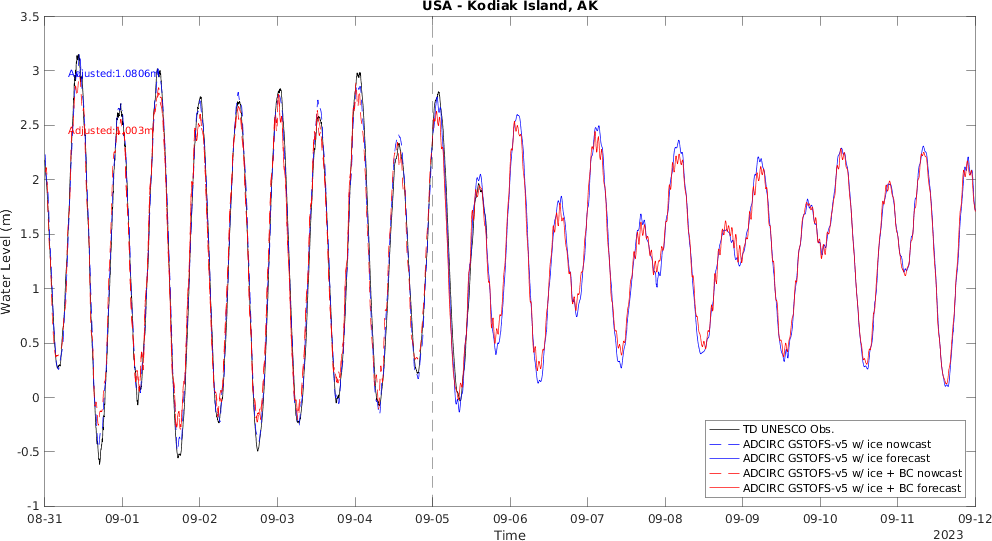 USA - Kodiak Island, AK
3.5
3
2.5
2
1.5
1
0.5
0
-0.5
-1
Water Level (m)
Adjusted:1.0806m
Adjusted:1.003m
TD UNESCO Obs.
ADCIRC GSTOFS-v5 w/ ice nowcast
ADCIRC GSTOFS-v5 w/ ice forecast
ADCIRC GSTOFS-v5 w/ ice + BC nowcast
ADCIRC GSTOFS-v5 w/ ice + BC forecast
08-31 09-01 09-02 09-03 09-04 09-05 09-06 09-07 09-08 09-09 09-10 09-11 09-12
Time
2023